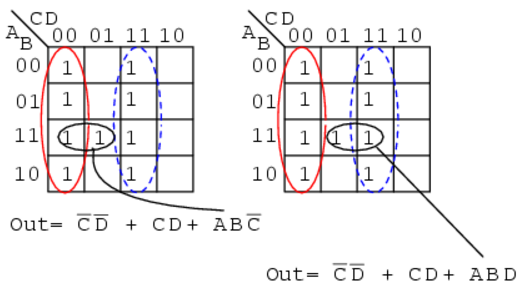 CD CD
A B 00 01 11 10 A B 00 01 11 10
00 1 1 00 1 1
01 1 1 01 1 1
11 1 1 1 11 1 1 1
10 1 1 10 1 1
Out= C̅D̅ + CD+ ABC̅
Out= C̅D̅ + CD+ ABD